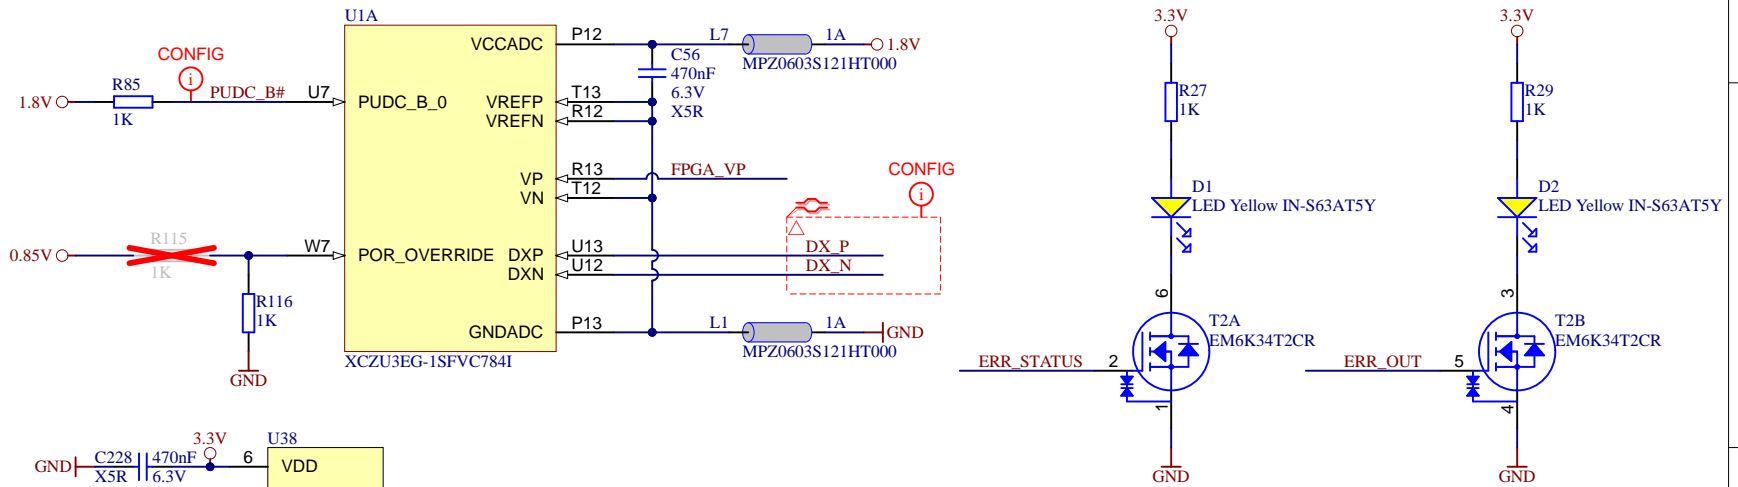 U1A
CONFIG
R85
1K
1.8V
PUDC_B#
U7
PUDC_B_0
VCCADC
P12
VREFP
T13
VREFN
R12
VP
R13
FPGA_VP
VN
T12
C56
470nF
6.3V
X5R
L7
1A
1.8V
MPZ0603S121HT000
CONFIG
0.85V
R115
1K
W7
POR_OVERRIDE
DXP
U13
DX_P
DXN
U12
DX_N
R116
1K
GND
GNDADC
P13
L1
1A
GND
MPZ0603S121HT000
XCZU3EG-1SFVC784I
3.3V
R27
1K
D1
LED Yellow IN-S63AT5Y
6
T2A
EM6K34T2CR
ERR_STATUS
2
1
GND
3.3V
R29
1K
D2
LED Yellow IN-S63AT5Y
3
T2B
EM6K34T2CR
ERR_OUT
5
4
GND
GND
C228
470nF
X5R
6.3V
3.3V
6
U38
VDD